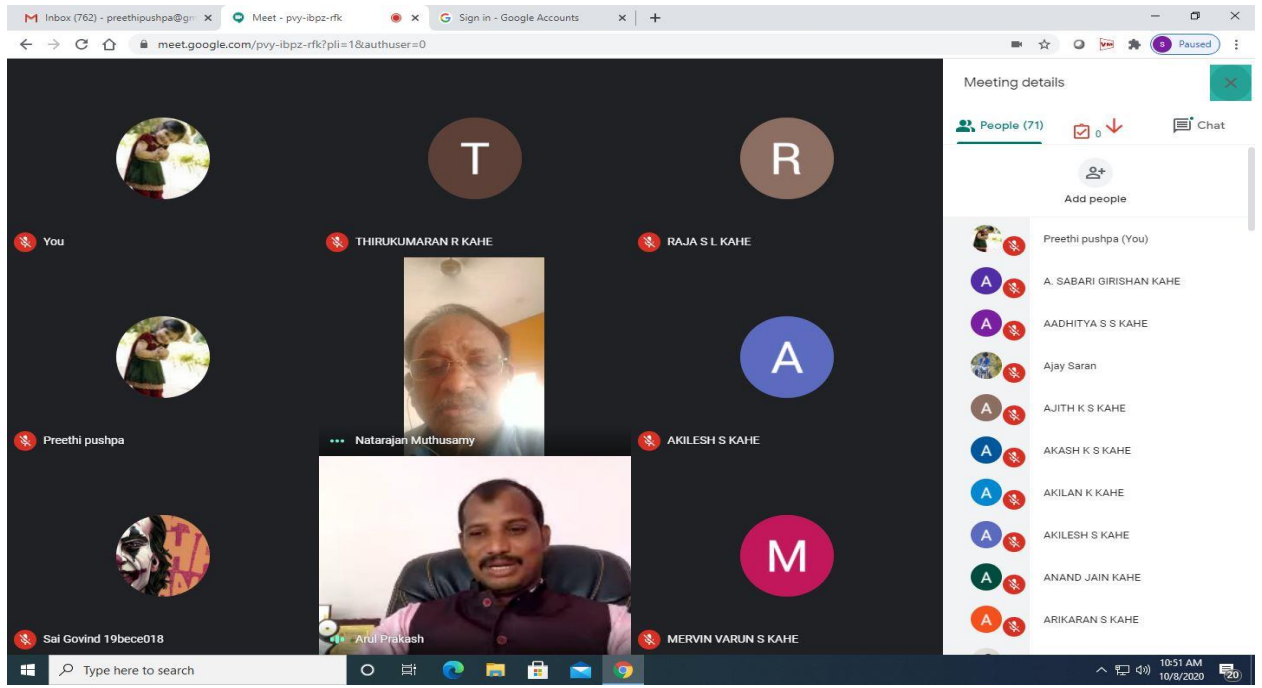 Inbox (762) - preethipushpa@gm
Meet - pvy-ibpz-rfk
Sign in - Google Accounts
meet.google.com/pvy-ibpz-rfk?pli=1&authuser=0
S Paused
Meeting details
People (71)
0
Chat
Add people
T
R
You
THIRUKUMARAN R KAHE
RAJA S L KAHE
A
Preethi pushpa
Natarajan Muthusamy
AKILESH S KAHE
M
Sai Govind 19bece018
Arul Prakash
MERVIN VARUN S KAHE
Preethi pushpa (You)
A A. SABARI GIRISHAN KAHE
A AADHITYA S S KAHE
Ajay Saran
A AJITH K S KAHE
A AKASH K S KAHE
A AKILAN K KAHE
A AKILESH S KAHE
A ANAND JAIN KAHE
A ARIKARAN S KAHE
Type here to search
10:51 AM
10/8/2020
20